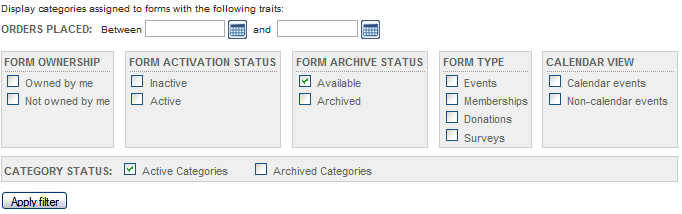 Display categories assigned to forms with the following traits:
ORDERS PLACED: Between and
FORM OWNERSHIP
Owned by me
Not owned by me
FORM ACTIVATION STATUS
Inactive
Active
FORM ARCHIVE STATUS
Available
Archived
FORM TYPE
Events
Memberships
Donations
Surveys
CALENDAR VIEW
Calendar events
Non-calendar events
CATEGORY STATUS: Active Categories Archived Categories
Apply filter